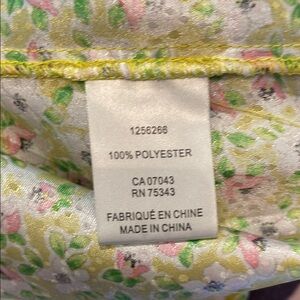 1256266
100% POLYESTER
CA 07043
RN 75343
FABRIQUÉ EN CHINE
MADE IN CHINA